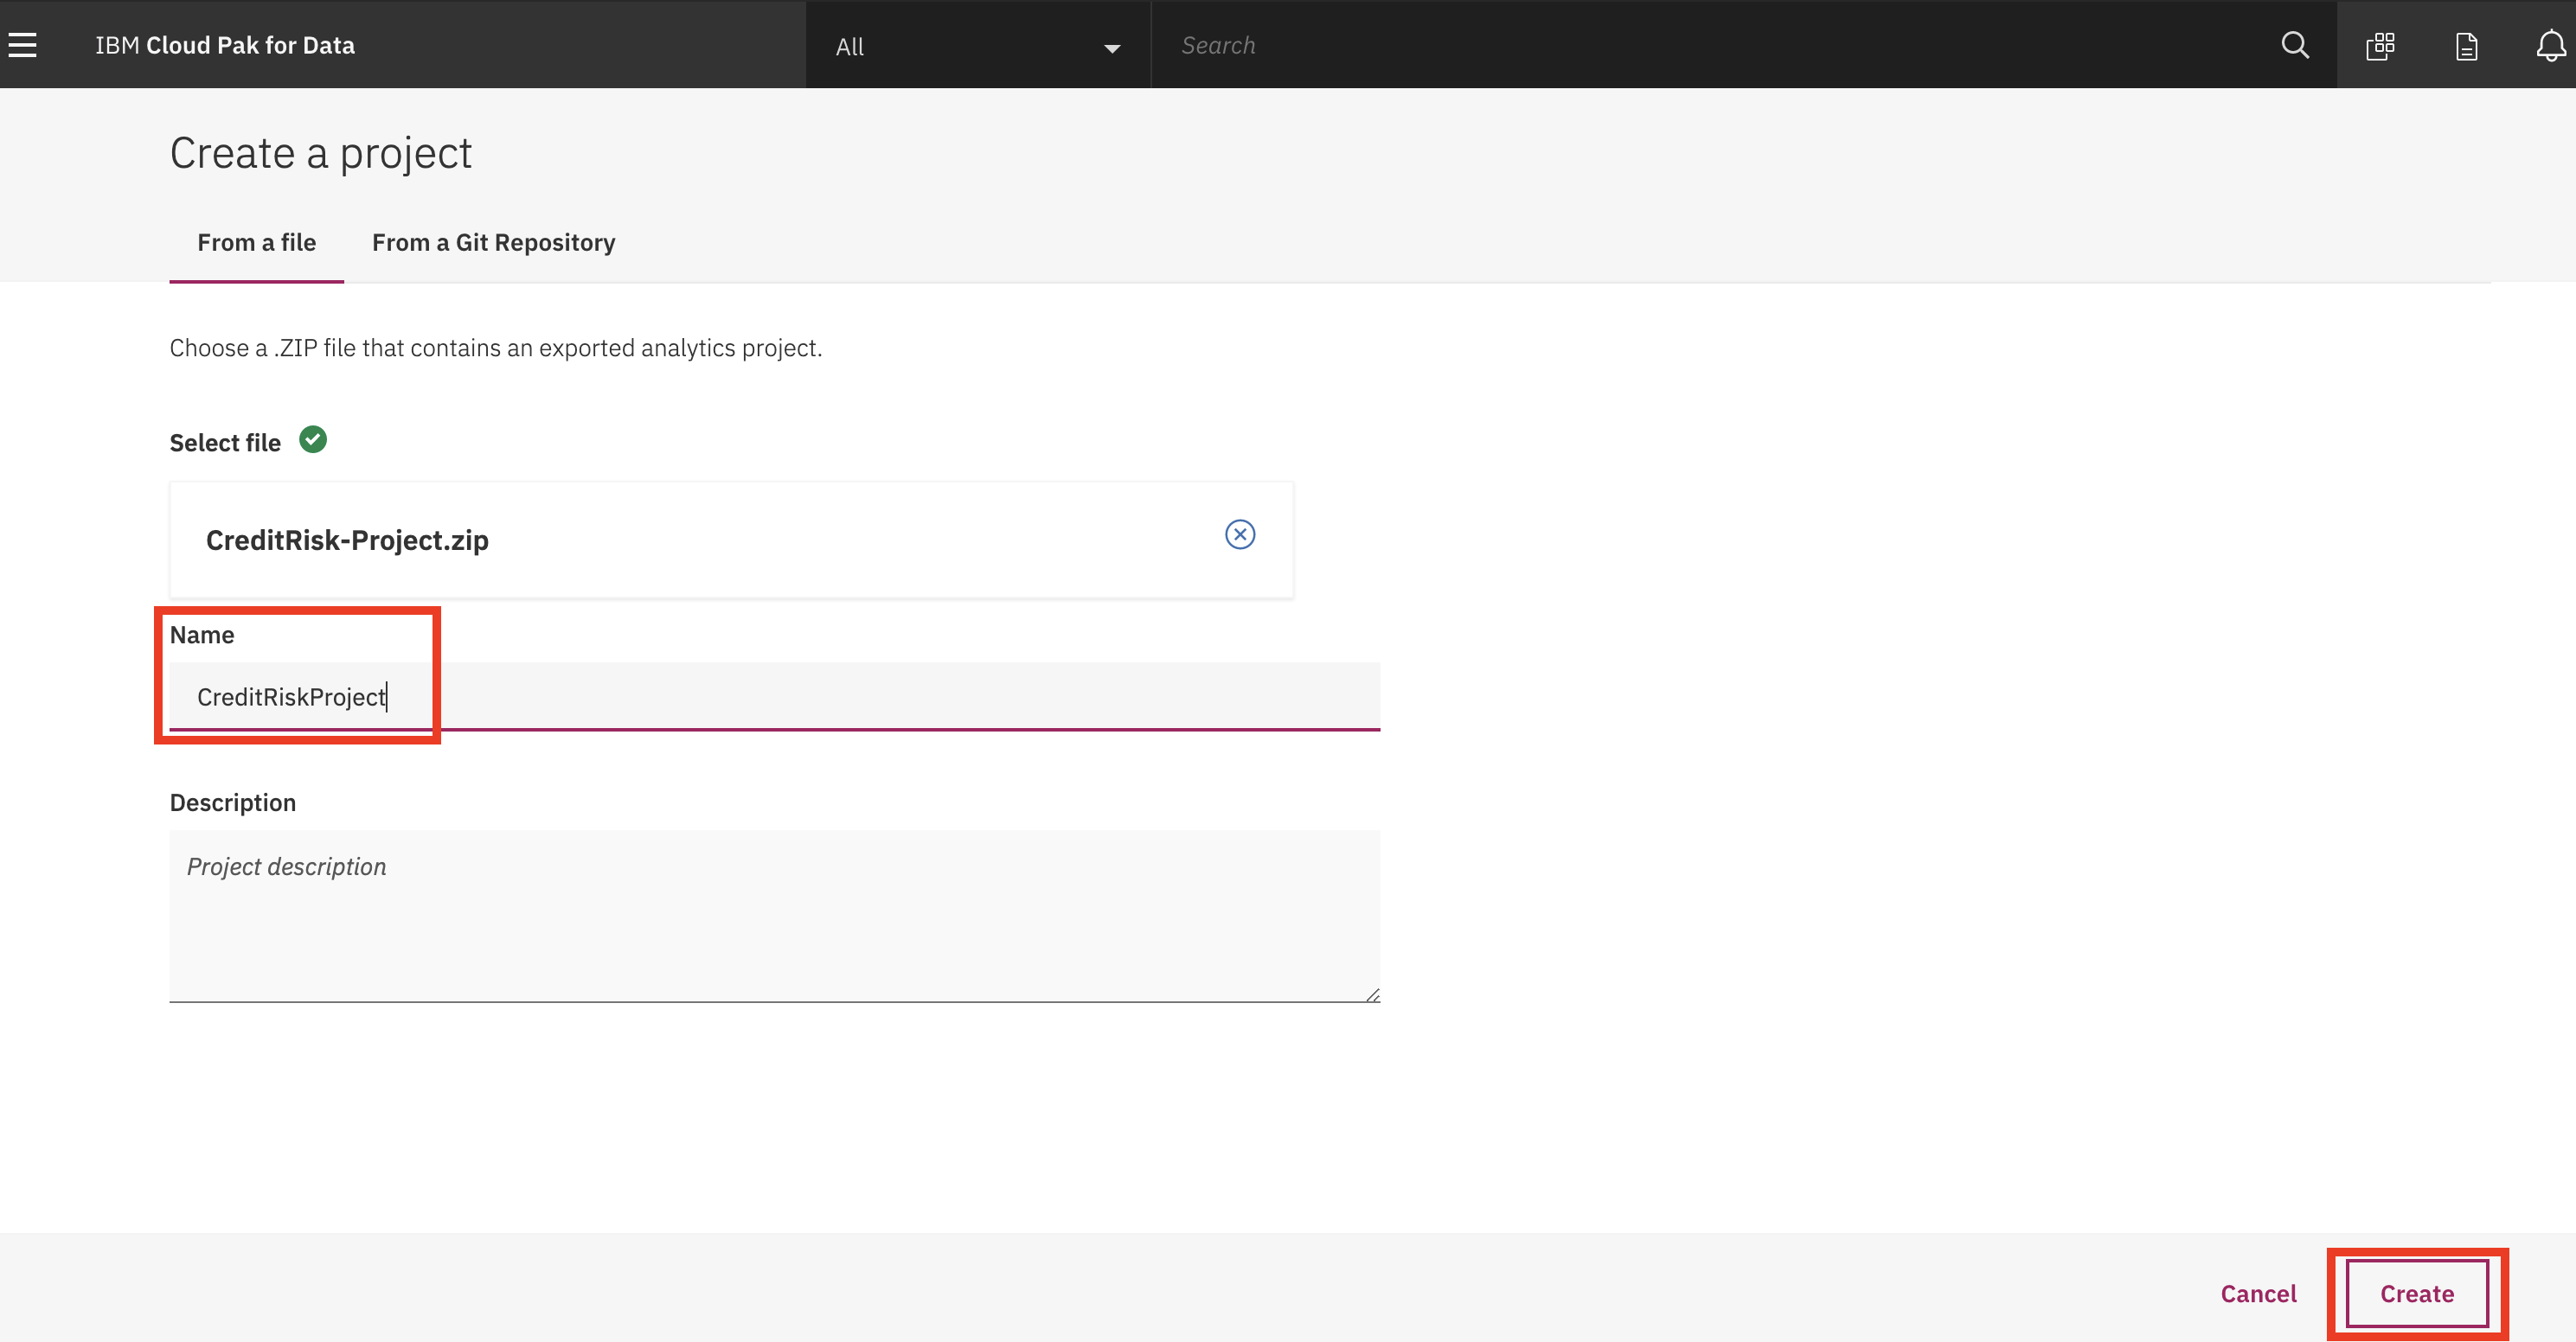 IBM Cloud Pak for Data
All
Search
Create a project
From a file
From a Git Repository
Choose a .ZIP file that contains an exported analytics project.
Select file
CreditRisk-Project.zip
Name
CreditRiskProject
Description
Project description
Cancel
Create